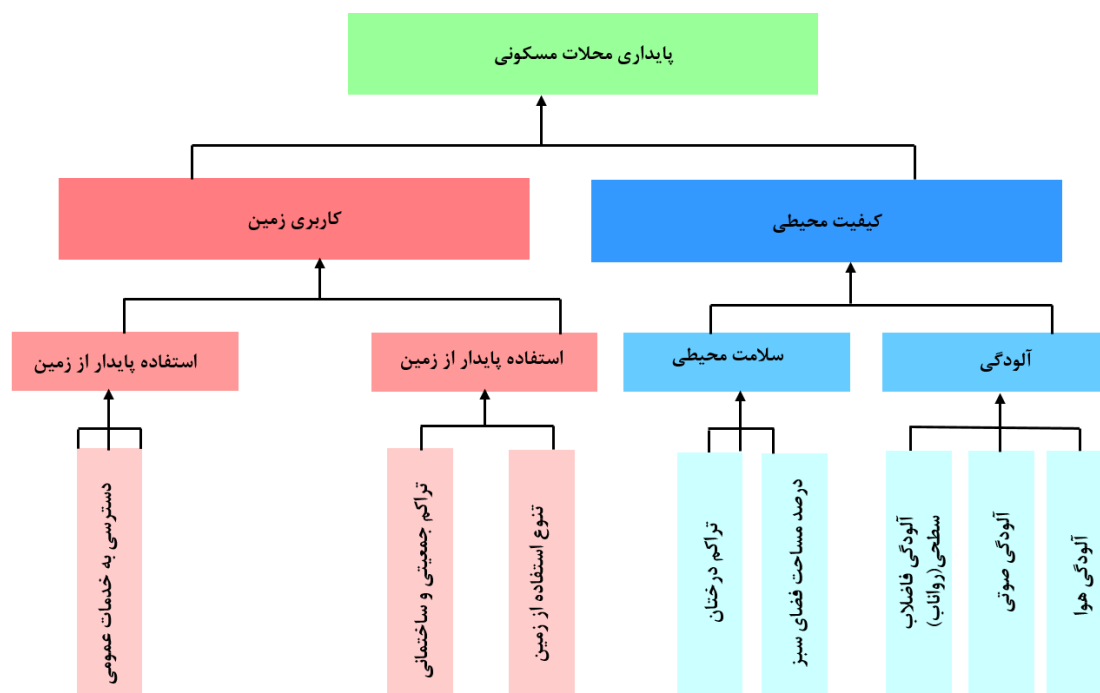 پایداری محلات مسکونی
کیفیت محیطی
کاربری زمین
آلودگی
سلامت محیطی
استفاده پایدار از زمین
استفاده پایدار از زمین
آلودگی هوا
آلودگی صوتی
آلودگی فاضلاب
سطحی(رواناب)
درصد مساحت فضای سبز
تراکم درختان
تنوع استفاده از زمین
تراکم جمعیتی و ساختمانی
دسترسی به خدمات عمومی